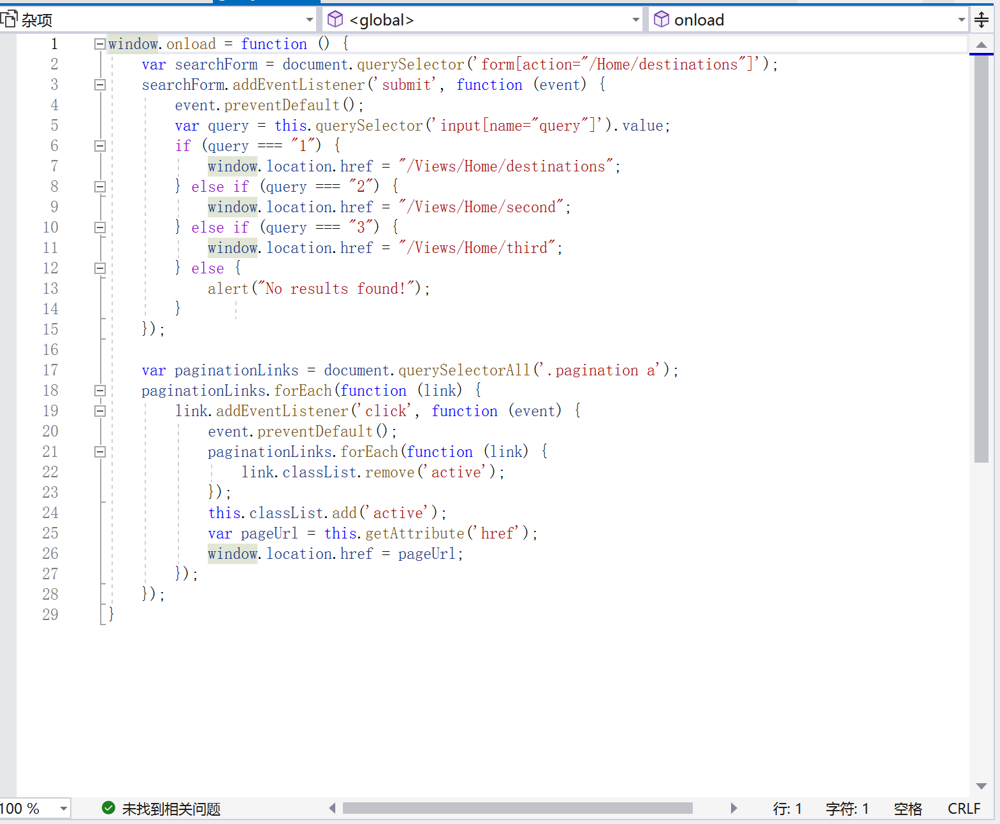 杂项 <global> onload
1 window.onload = function () {
2 var searchForm = document.querySelector('form[action="/Home/destinations"]');
3 searchForm.addEventListener('submit', function (event) {
4 event.preventDefault();
5 var query = this.querySelector('input[name="query"]').value;
6 if (query === "1") {
7 window.location.href = "/Views/Home/destinations";
8 } else if (query === "2") {
9 window.location.href = "/Views/Home/second";
10 } else if (query === "3") {
11 window.location.href = "/Views/Home/third";
12 } else {
13 alert("No results found!");
14 }
15 });
16
17 var paginationLinks = document.querySelectorAll('.pagination a');
18 paginationLinks.forEach(function (link) {
19 link.addEventListener('click', function (event) {
20 event.preventDefault();
21 paginationLinks.forEach(function (link) {
22 link.classList.remove('active');
23 });
24 this.classList.add('active');
25 var pageUrl = this.getAttribute('href');
26 window.location.href = pageUrl;
27 });
28 });
29 }
100 % 未找到相关问题 行: 1 字符: 1 空格 CRLF